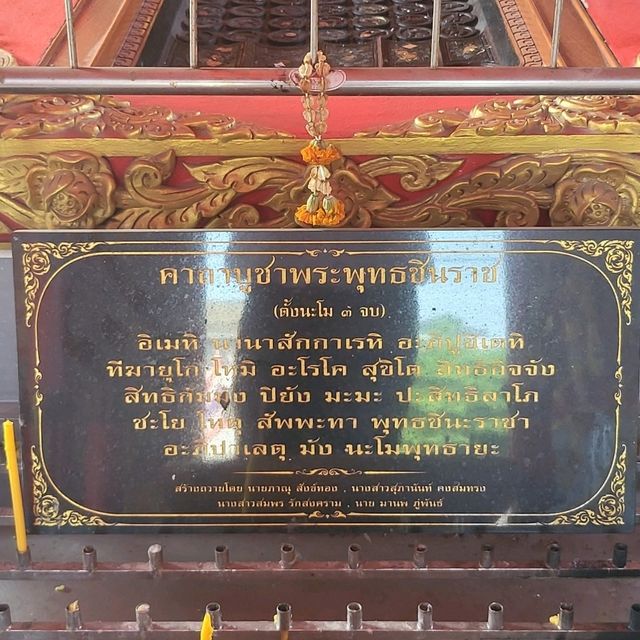 คาถาบูชาพระพุทธชินราช
(ตั้งนะโม ๓ จบ)
อิเมหิ นานาสักกาเรหิ อะภิปูชิเตหิ
ทีฆายุโก โหมิ อะโรโค สุขิโต สิทธิกิจจัง
สิทธิกัมมัง ปิยัง มะมะ ปะสิทธิลาโภ
ชะโย โหตุ สัพพะทา พุทธชินะราชา
อะภิปาเลตุ มัง นะโมพุทธายะ
สร้างถวายโดย นายภาณุ สังข์ทอง , นางสาวสุภานันท์ คงสมทรง
นางสาวสมพร รักสงคราม , นาย มานพ ภู่พันธ์